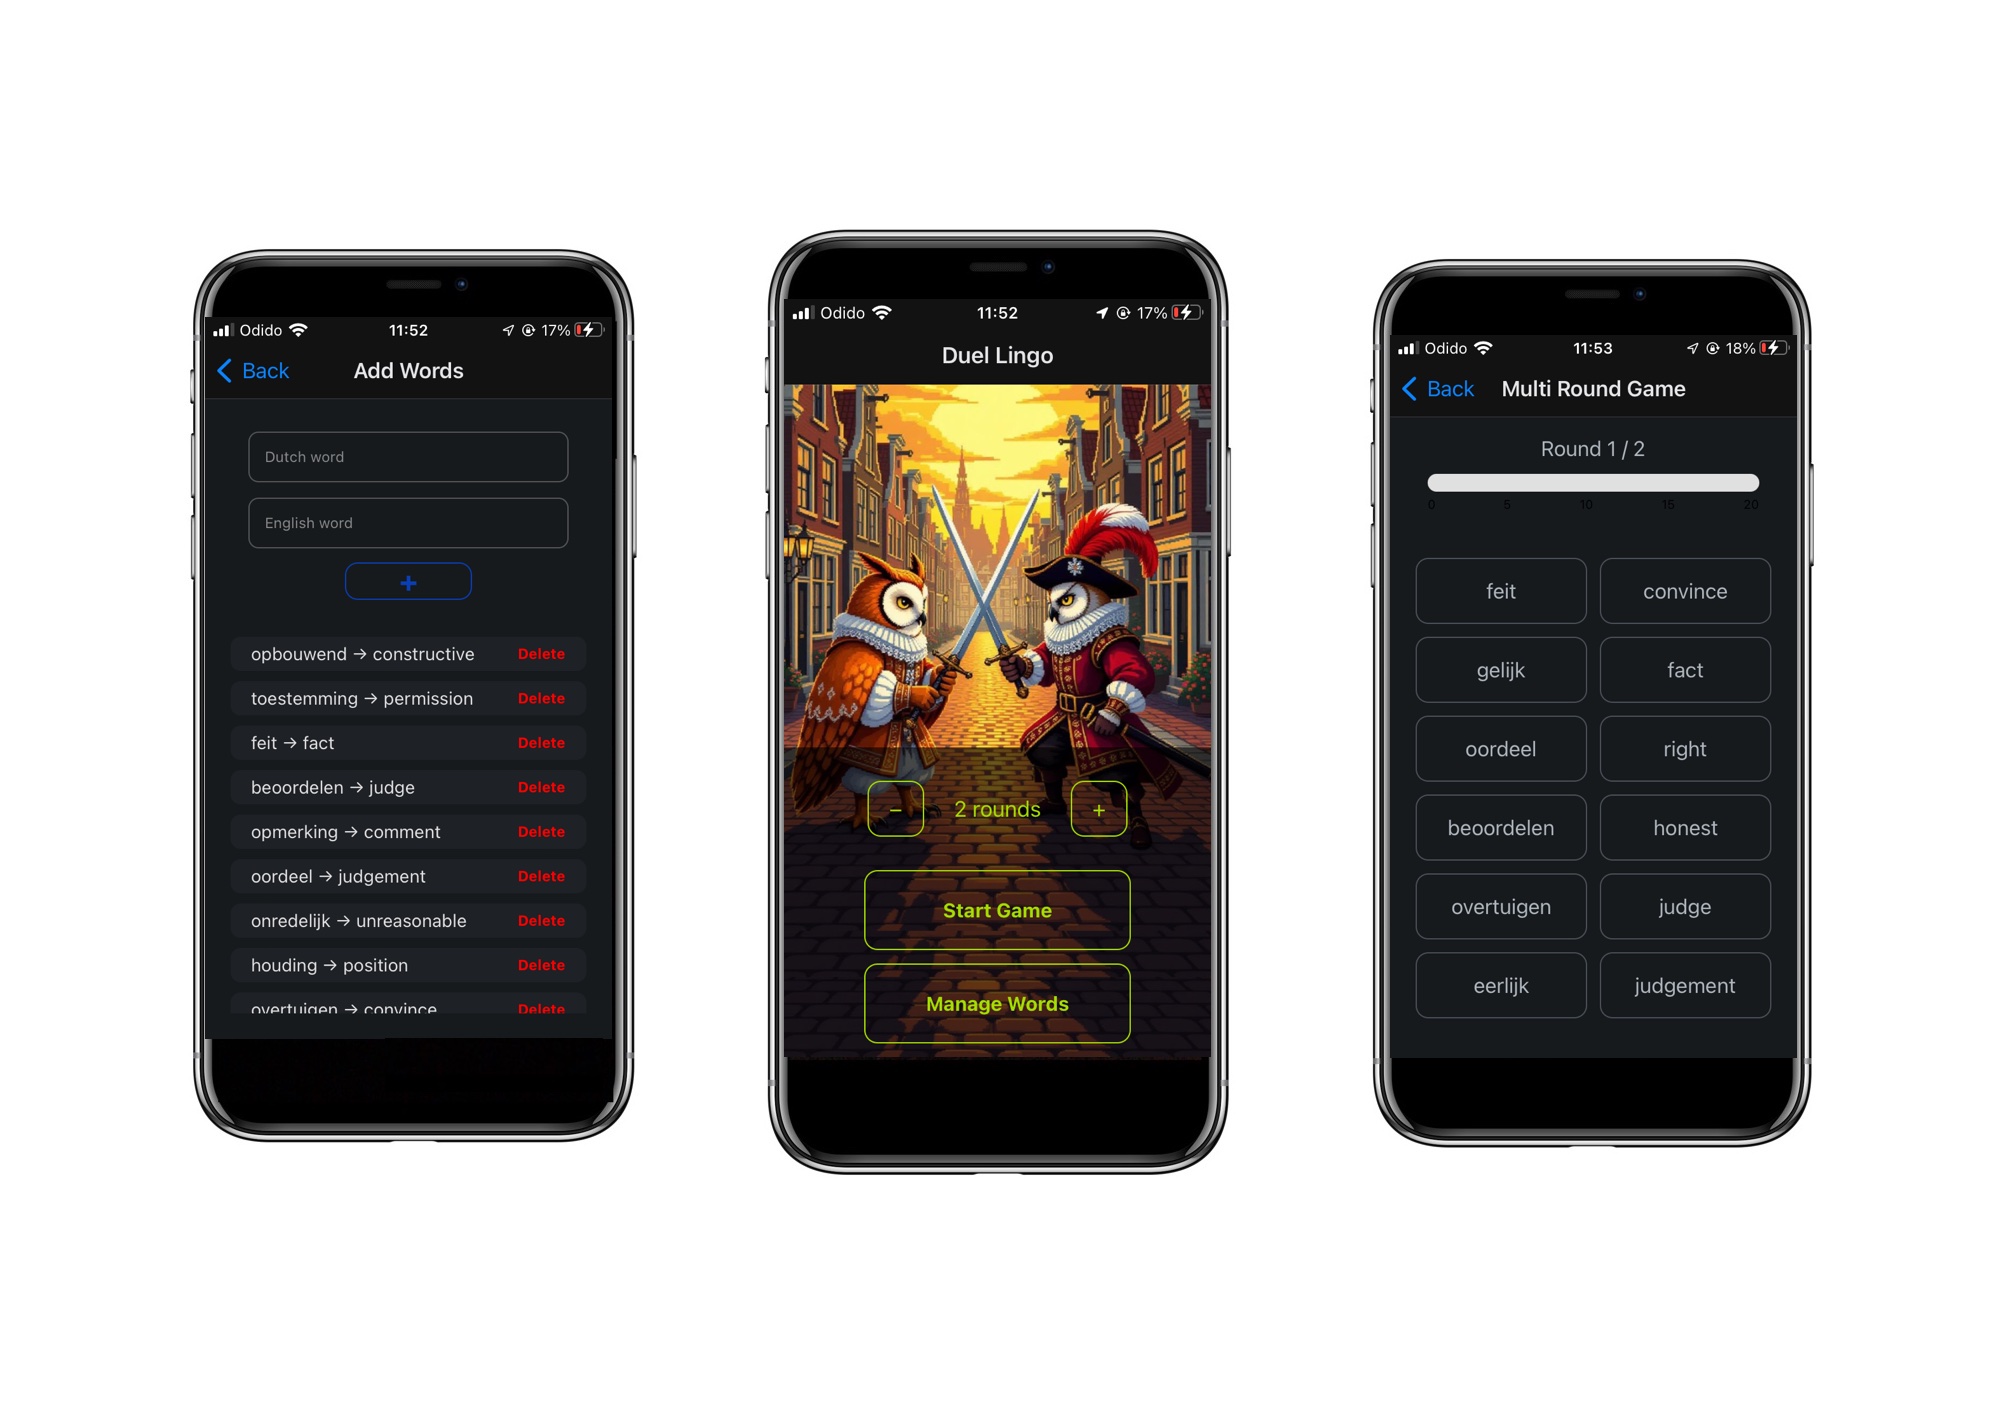 Odido 11:52 17%
Back Add Words
Dutch word
English word
+
opbouwend → constructive Delete
toestemming → permission Delete
feit → fact Delete
beoordelen → judge Delete
opmerking → comment Delete
oordeel → judgement Delete
onredelijk → unreasonable Delete
houding → position Delete
overtuigen → convince Delete
Odido 11:52 17%
Duel Lingo
− 2 rounds +
Start Game
Manage Words
Odido 11:53 18%
Back Multi Round Game
Round 1 / 2
0 5 10 15 20
feit convince
gelijk fact
oordeel right
beoordelen honest
overtuigen judge
eerlijk judgement